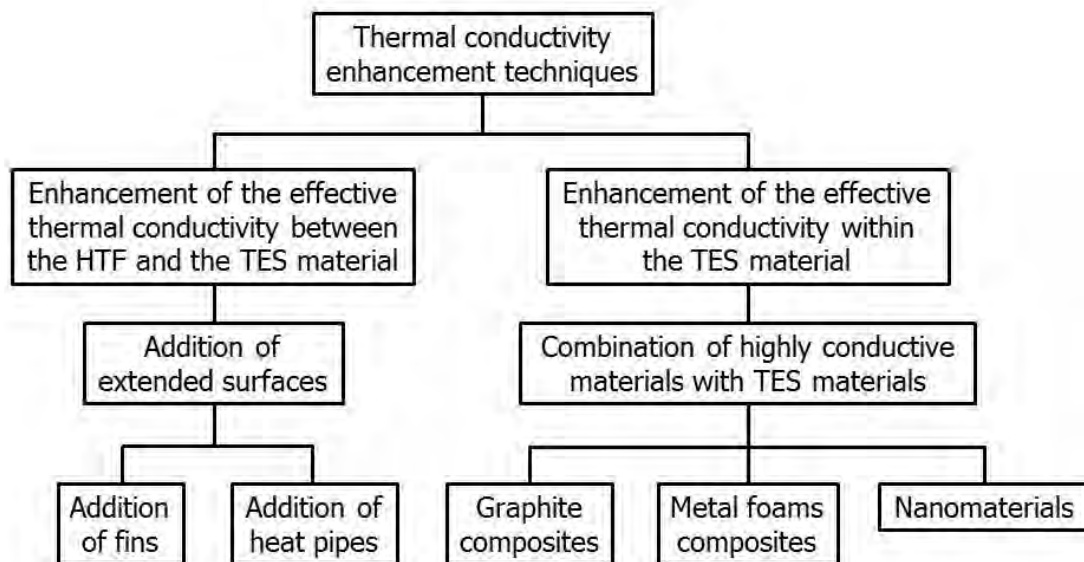 Thermal conductivity
enhancement techniques
Enhancement of the effective
thermal conductivity between
the HTF and the TES material
Enhancement of the effective
thermal conductivity within
the TES material
Addition of
extended surfaces
Combination of highly conductive
materials with TES materials
Addition
of fins
Addition of
heat pipes
Graphite
composites
Metal foams
composites
Nanomaterials